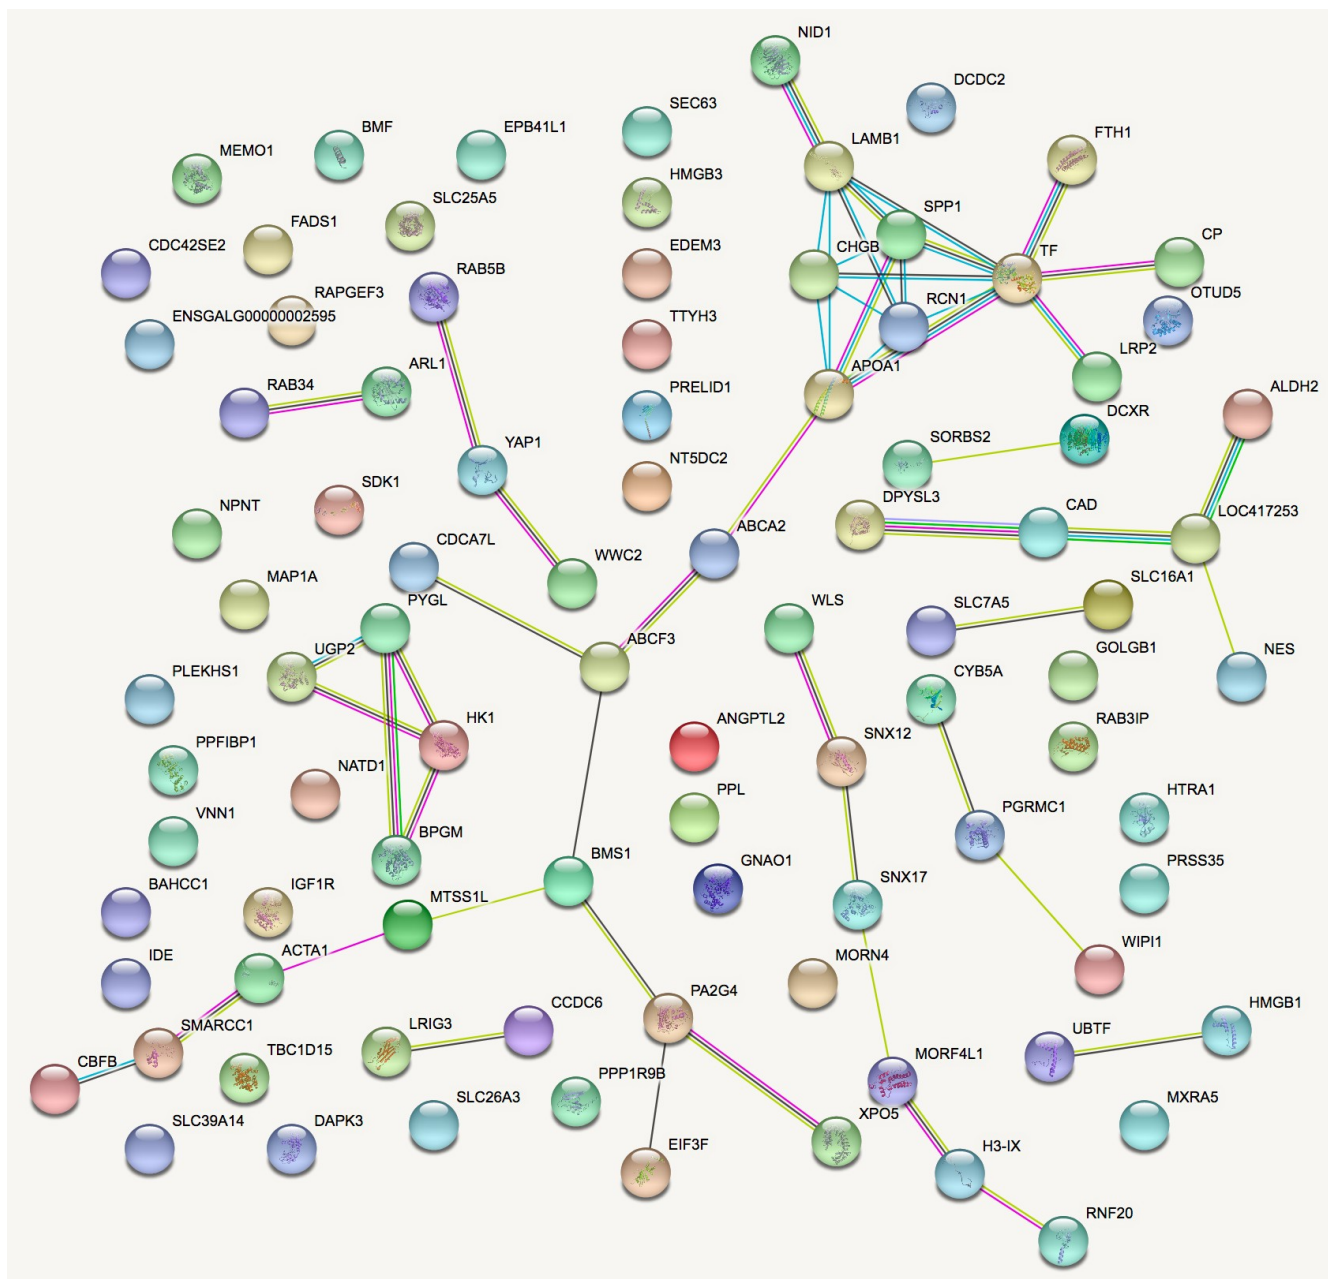 NID1
DCDC2
SEC63
BMF
EPB41L1
LAMB1
FTH1
MEMO1
HMGB3
SLC25A5
SPP1
FADS1
CP
CDC42SE2
EDEM3
CHGB
TF
RAB5B
OTUD5
RAPGEF3
RCN1
ENSGALG00000002595
TTYH3
LRP2
ARL1
APOA1
RAB34
ALDH2
PRELID1
DCXR
SORBS2
YAP1
NT5DC2
SDK1
DPYSL3
CAD
LOC417253
NPNT
ABCA2
CDCA7L
WWC2
SLC16A1
MAP1A
PYGL
WLS
SLC7A5
ABCF3
UGP2
GOLGB1
NES
PLEKHS1
CYB5A
HK1
ANGPTL2
SNX12
RAB3IP
PPFIBP1
NATD1
PPL
PGRMC1
HTRA1
VNN1
BPGM
BMS1
GNAO1
SNX17
PRSS35
BAHCC1
IGF1R
MTSS1L
IDE
ACTA1
MORN4
WIPI1
PA2G4
CCDC6
SMARCC1
LRIG3
HMGB1
UBTF
CBFB
TBC1D15
MORF4L1
PPP1R9B
SLC26A3
XPO5
MXRA5
SLC39A14
DAPK3
EIF3F
H3-IX
RNF20